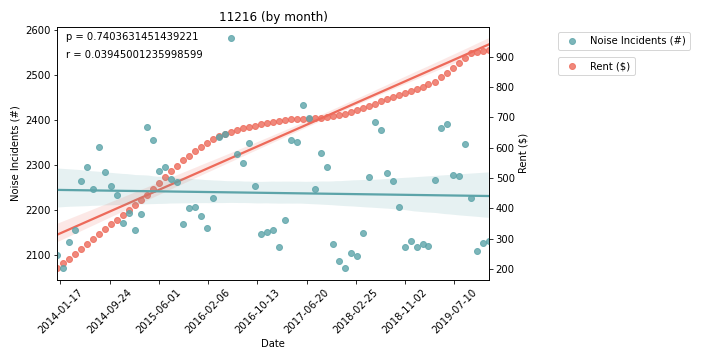 11216 (by month)
p = 0.7403631451439221
r = 0.03945001235998599
Noise Incidents (#)
2600
2500
2400
2300
2200
2100
900
800
700
600
500
400
300
200
Rent ($)
2014-01-17
2014-09-24
2015-06-01
2016-02-06
2016-10-13
2017-06-20
2018-02-25
2018-11-02
2019-07-10
Date
Noise Incidents (#)
Rent ($)